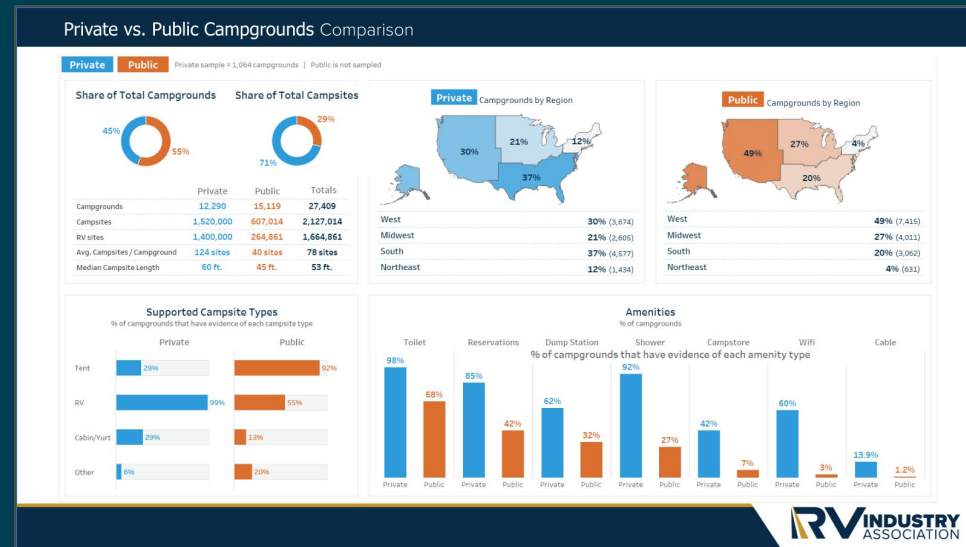 Private vs. Public Campgrounds Comparison
Private Public Private sample = 1,064 campgrounds | Public is not sampled
Share of Total Campgrounds
45%
55%
Share of Total Campsites
29%
71%
Private Public Totals
Campgrounds 12,290 15,119 27,409
Campsites 1,520,000 607,014 2,127,014
RV sites 1,400,000 264,861 1,664,861
Avg. Campsites / Campground 124 sites 40 sites 78 sites
Median Campsite Length 60 ft. 45 ft. 53 ft.
Private Campgrounds by Region
30%
21%
12%
37%
West 30% (3,674)
Midwest 21% (2,605)
South 37% (4,577)
Northeast 12% (1,434)
Public Campgrounds by Region
49%
27%
4%
20%
West 49% (7,415)
Midwest 27% (4,011)
South 20% (3,062)
Northeast 4% (631)
Supported Campsite Types
% of campgrounds that have evidence of each campsite type
Private Public
Tent 28% 92%
RV 99% 55%
Cabin/Yurt 29% 13%
Other 6% 20%
Amenities
% of campgrounds
Toilet Reservations Dump Station Shower Campstore Wifi Cable
% of campgrounds that have evidence of each amenity type
98% 68% 85% 42% 62% 32% 92% 27% 42% 7% 60% 3% 13.9% 1.2%
Private Public Private Public Private Public Private Public Private Public Private Public Private Public
RV INDUSTRY
ASSOCIATION